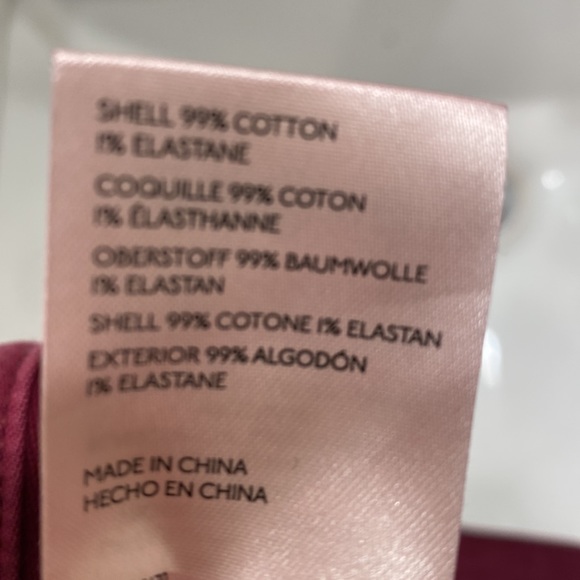 SHELL 99% COTTON
1% ELASTANE
COQUILLE 99% COTON
1% ÉLASTHANNE
OBERSTOFF 99% BAUMWOLLE
1% ELASTAN
SHELL 99% COTONE 1% ELASTAN
EXTERIOR 99% ALGODÓN
1% ELASTANE
MADE IN CHINA
HECHO EN CHINA